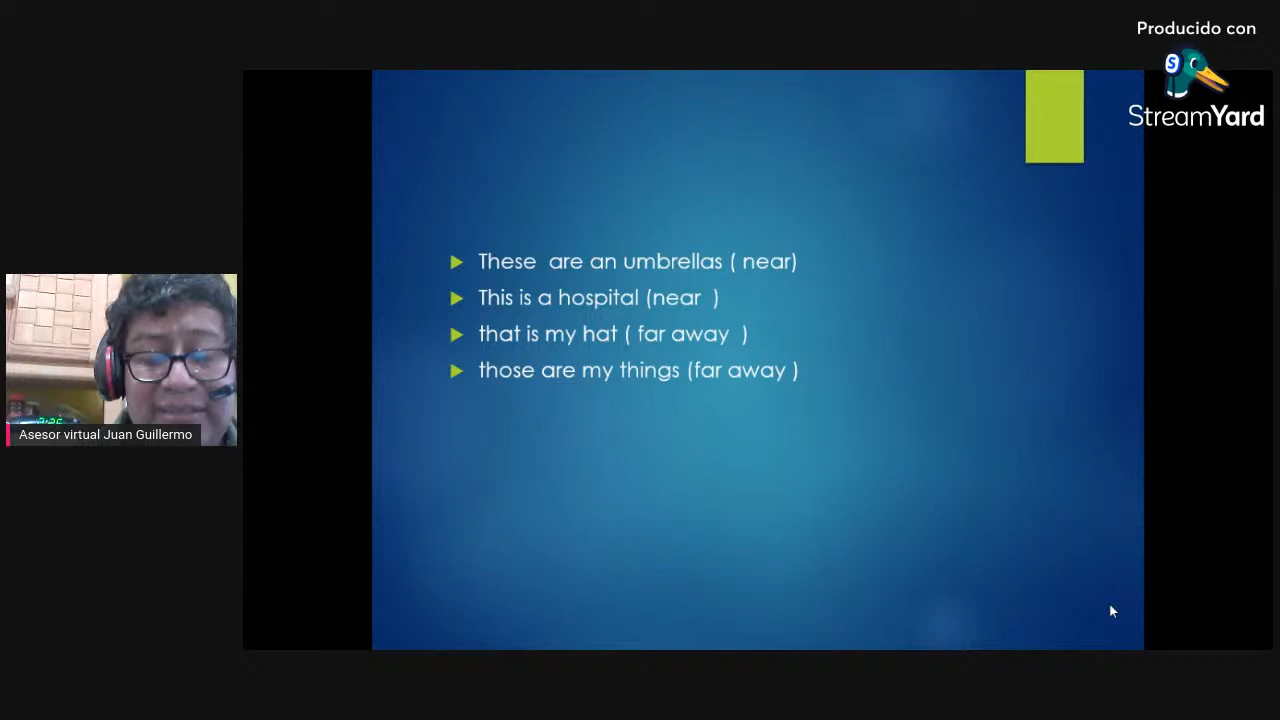 Producido con
StreamYard
These are an umbrellas ( near)
This is a hospital (near )
that is my hat ( far away )
those are my things (far away )
Asesor virtual Juan Guillermo